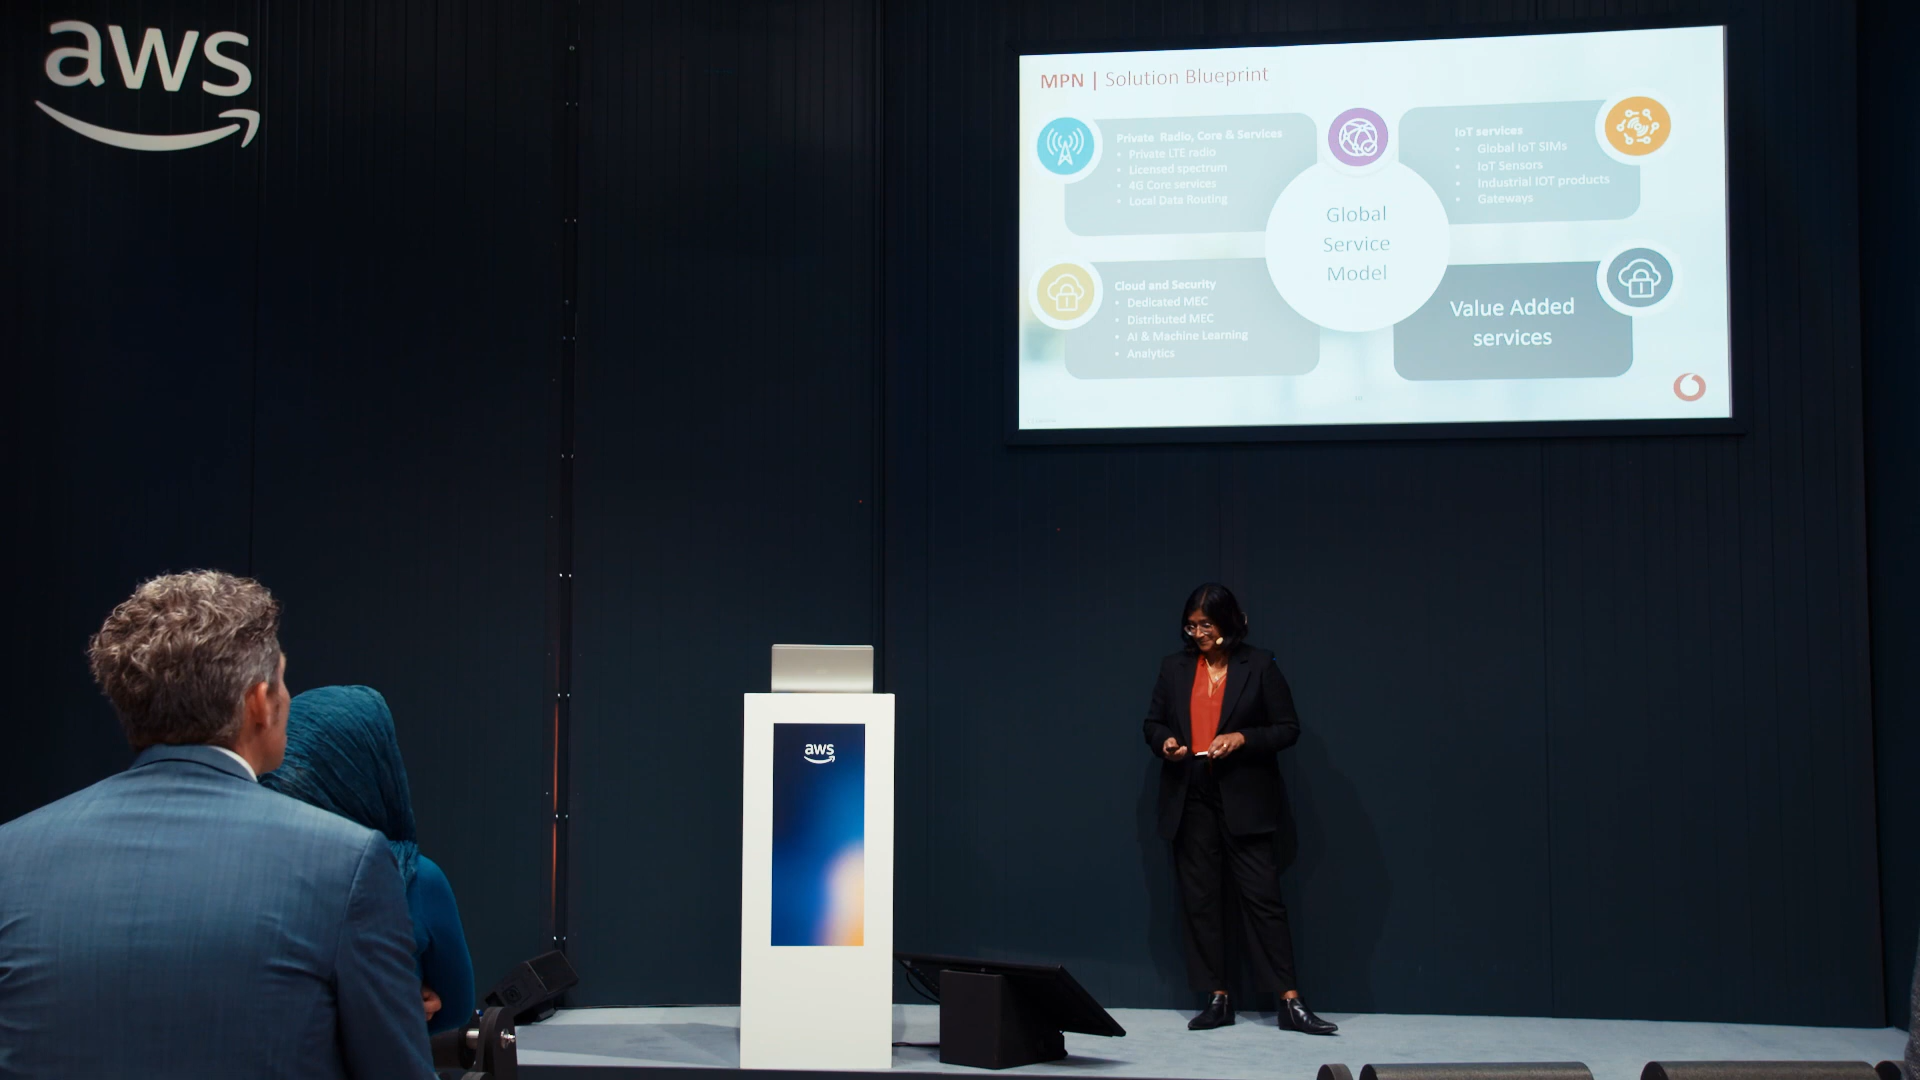 aws
MPN | Solution Blueprint
Private Radio, Core & Services
• Private LTE radio
• Licensed spectrum
• 4G Core services
• Local Data Routing
IoT services
• Global IoT SIMs
• IoT Sensors
• Industrial IOT products
• Gateways
Global
Service
Model
Cloud and Security
• Dedicated MEC
• Distributed MEC
• AI & Machine Learning
• Analytics
Value Added
services
aws